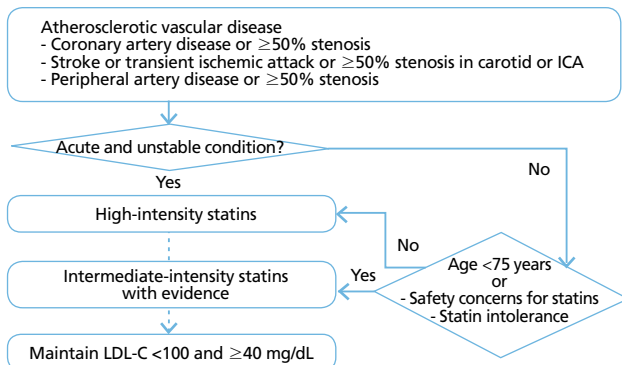 Atherosclerotic vascular disease
- Coronary artery disease or ≥50% stenosis
- Stroke or transient ischemic attack or ≥50% stenosis in carotid or ICA
- Peripheral artery disease or ≥50% stenosis
Acute and unstable condition?
No
Yes
High-intensity statins
No
Age <75 years
or
- Safety concerns for statins
- Statin intolerance
Yes
Intermediate-intensity statins
with evidence
Maintain LDL-C <100 and ≥40 mg/dL